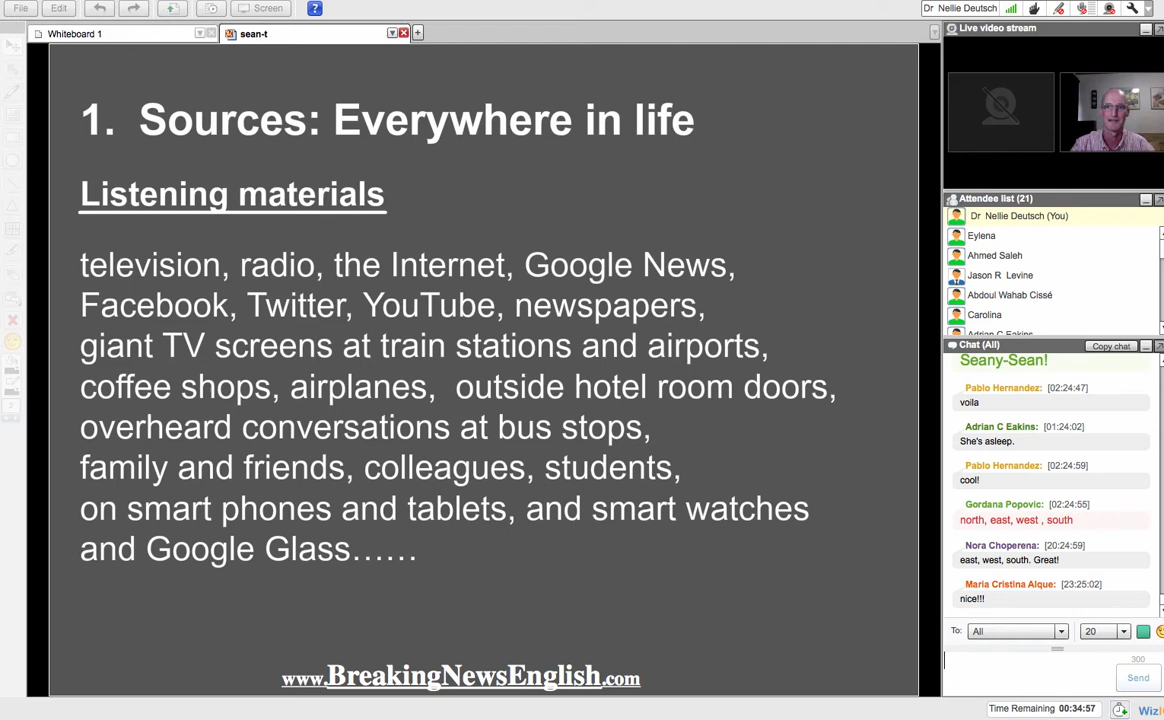 File
Edit
Screen
?
Dr Nellie Deutsch
Whiteboard 1
sean-t
1. Sources: Everywhere in life
Listening materials
television, radio, the Internet, Google News,
Facebook, Twitter, YouTube, newspapers,
giant TV screens at train stations and airports,
coffee shops, airplanes, outside hotel room doors,
overheard conversations at bus stops,
family and friends, colleagues, students,
on smart phones and tablets, and smart watches
and Google Glass……
www.BreakingNewsEnglish.com
Live video stream
Attendee list (21)
Dr Nellie Deutsch (You)
Eylena
Ahmed Saleh
Jason R Levine
Abdoul Wahab Cissé
Carolina
Adrian C Eakins
Chat (All)
Copy chat
Seany-Sean!
Pablo Hernandez: [02:24:47]
voila
Adrian C Eakins: [01:24:02]
She's asleep.
Pablo Hernandez: [02:24:59]
cool!
Gordana Popovic: [02:24:55]
north, east, west , south
Nora Choperena: [20:24:59]
east, west, south. Great!
Maria Cristina Alque: [23:25:02]
nice!!!
To: All 20
300
Send
Time Remaining 00:34:57
WizI